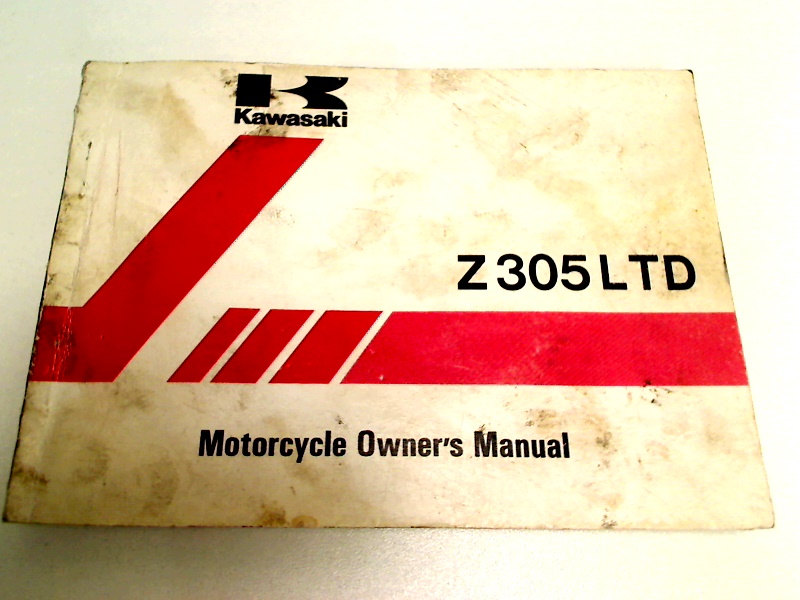 Kawasaki
Z305LTD
Motorcycle Owner's Manual